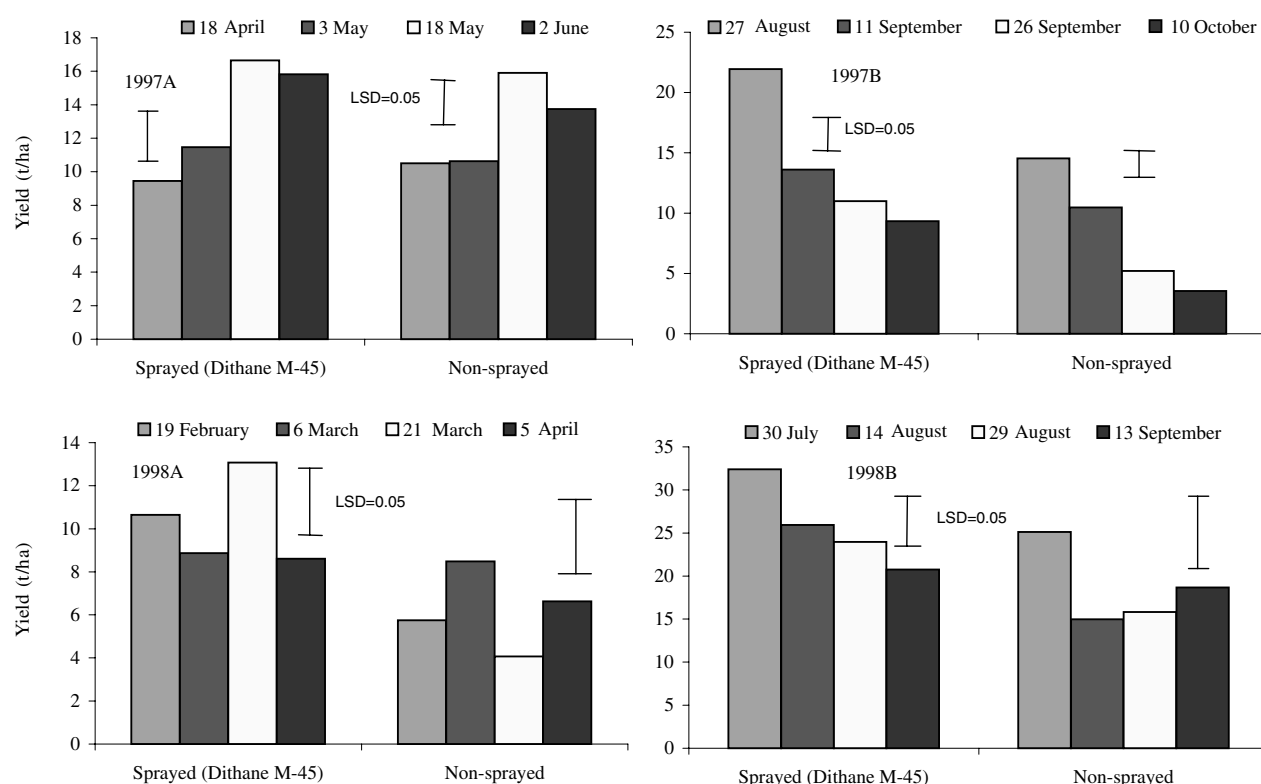 18 April 3 May 18 May 2 June
18
16
14
12
10
8
6
4
2
0
Yield (t/ha)
1997A
LSD=0.05
Sprayed (Dithane M-45) Non-sprayed
27 August 11 September 26 September 10 October
25
20
15
10
5
0
1997B
LSD=0.05
Sprayed (Dithane M-45) Non-sprayed
19 February 6 March 21 March 5 April
14
12
10
8
6
4
2
0
Yield (t/ha)
1998A
LSD=0.05
Sprayed (Dithane M-45) Non-sprayed
30 July 14 August 29 August 13 September
35
30
25
20
15
10
5
0
1998B
LSD=0.05
Sprayed (Dithane M-45) Non-sprayed